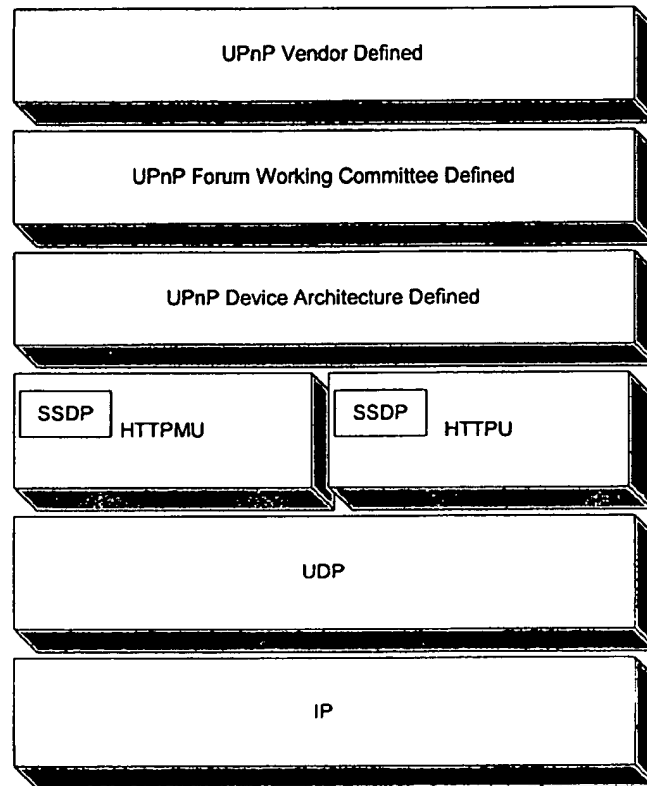 UPnP Vendor Defined
UPnP Forum Working Committee Defined
UPnP Device Architecture Defined
SSDP
HTTPMU
SSDP
HTTPU
UDP
IP